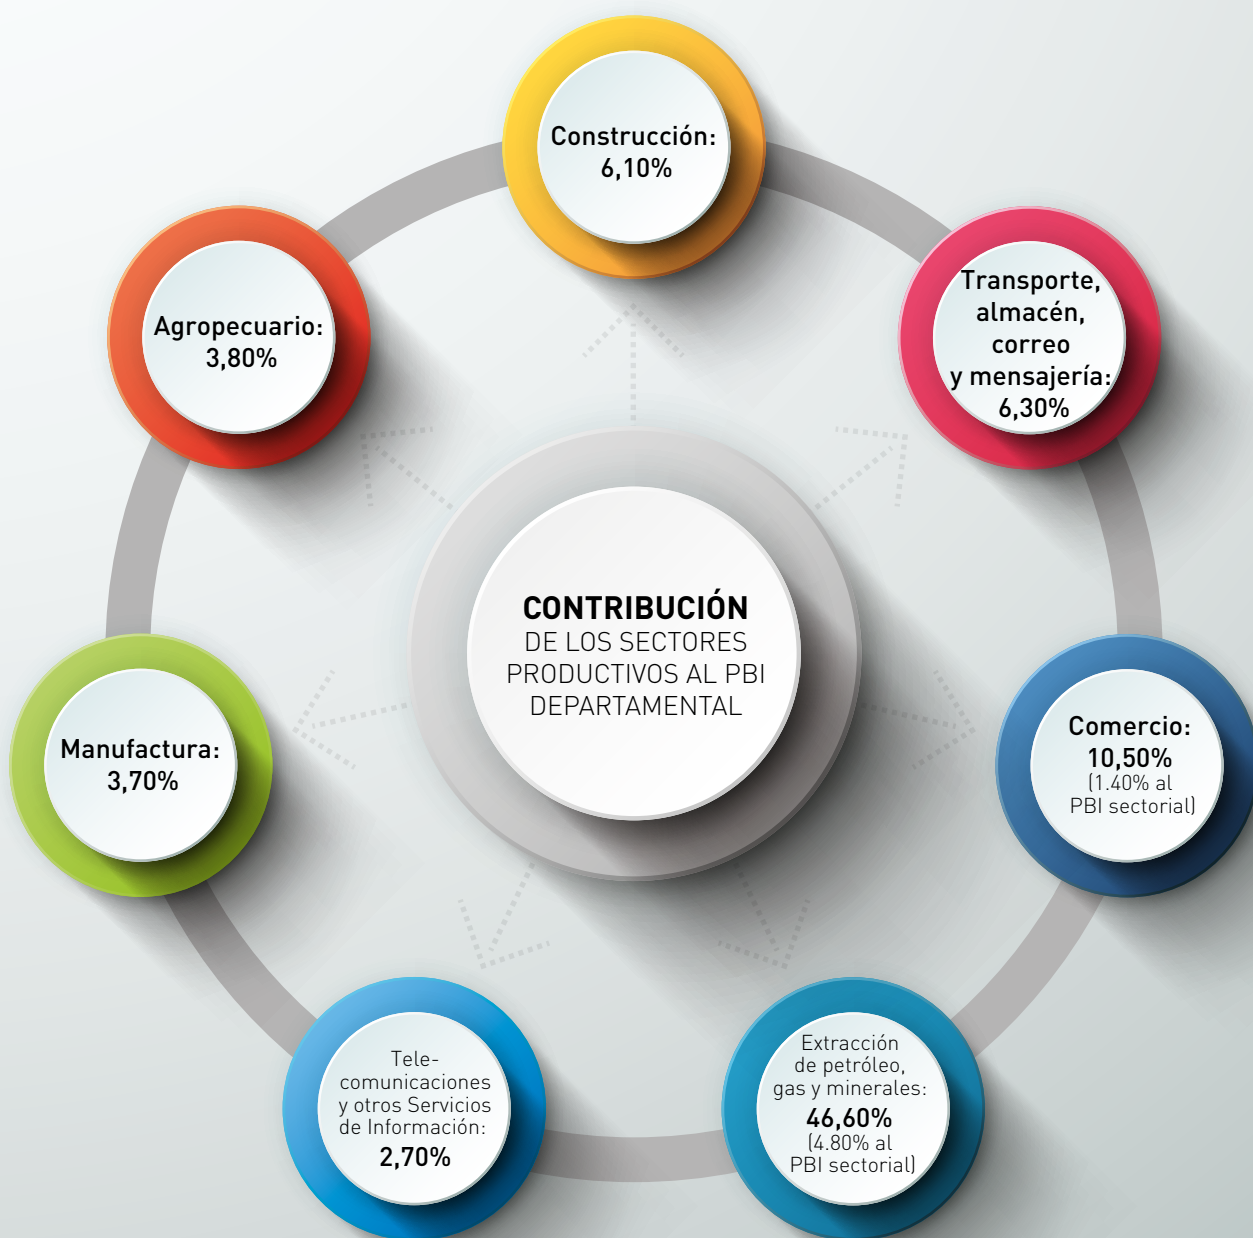 Construcción:
6,10%
Transporte,
almacén,
correo
y mensajería:
6,30%
Agropecuario:
3,80%
CONTRIBUCIÓN
DE LOS SECTORES
PRODUCTIVOS AL PBI
DEPARTAMENTAL
Manufactura:
3,70%
Comercio:
10,50%
(1.40% al
PBI sectorial)
Tele-
comunicaciones
y otros Servicios
de Información:
2,70%
Extracción
de petróleo,
gas y minerales:
46,60%
(4.80% al
PBI sectorial)